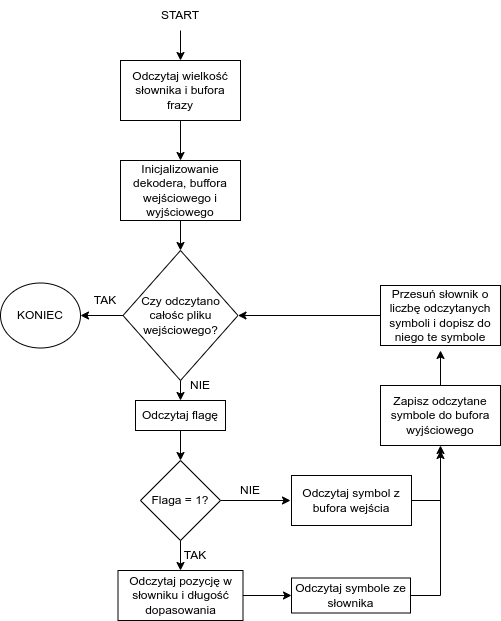 START
Odczytaj wielkość
słownika i bufora
frazy
Inicjalizowanie
dekodera, buffora
wejściowego i
wyjściowego
Czy odczytano
całośc pliku
wejściowego?
TAK
KONIEC
NIE
Odczytaj flagę
Flaga = 1?
NIE
Odczytaj symbol z
bufora wejścia
TAK
Odczytaj pozycję w
słowniku i długość
dopasowania
Odczytaj symbole ze
słownika
Zapisz odczytane
symbole do bufora
wyjściowego
Przesuń słownik o
liczbę odczytanych
symboli i dopisz do
niego te symbole